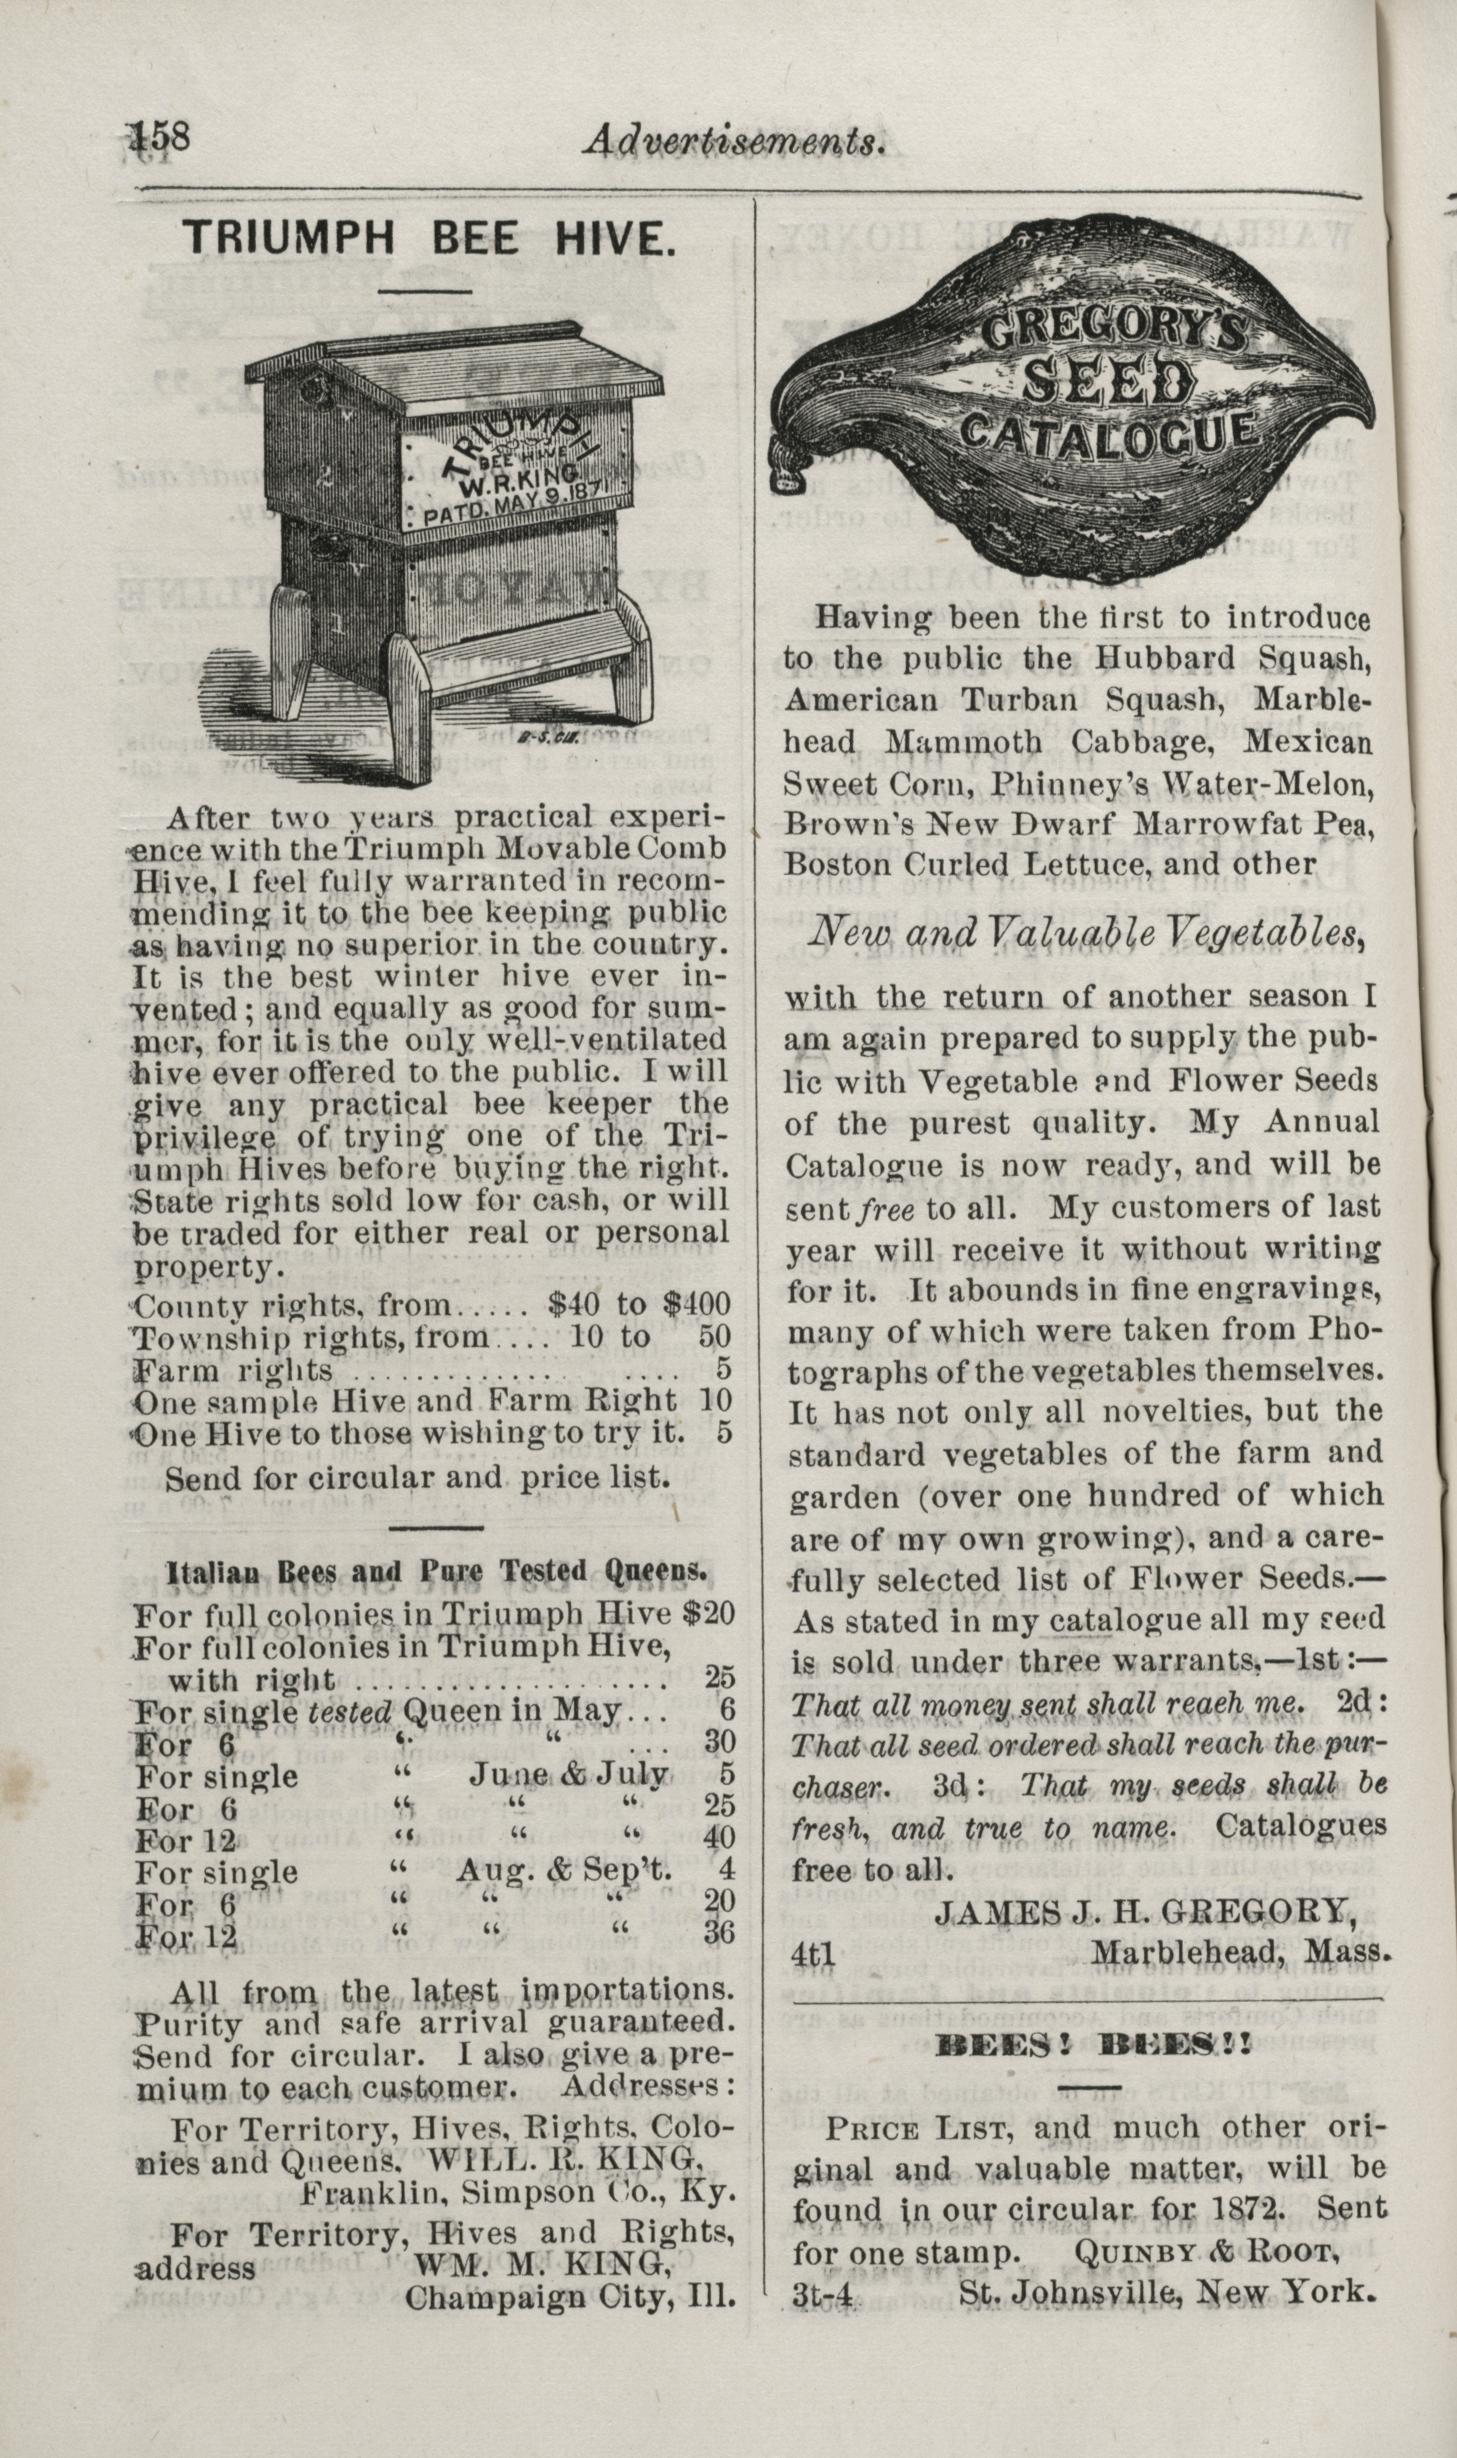 158
Advertisements.
TRIUMPH BEE HIVE.
TRIUMPH
BEE HIVE
W.R.KING
PATD. MAY. 9. 1871
2
1
B-S. CIN.
After two years practical experi-
ence with the Triumph Movable Comb
Hive, I feel fully warranted in recom-
mending it to the bee keeping public
as having no superior in the country.
It is the best winter hive ever in-
vented; and equally as good for sum-
mer, for it is the only well-ventilated
hive ever offered to the public. I will
give any practical bee keeper the
privilege of trying one of the Tri-
umph Hives before buying the right.
State rights sold low for cash, or will
be traded for either real or personal
property.
County rights, from..... $40 to $400
Township rights, from.... 10 to 50
Farm rights ............. .... 5
One sample Hive and Farm Right 10
One Hive to those wishing to try it. 5
Send for circular and price list.
Italian Bees and Pure Tested Queens.
For full colonies in Triumph Hive $20
For full colonies in Triumph Hive,
with right .................... 25
For single tested Queen in May... 6
For 6 “ “ ... 30
For single “ June & July 5
For 6 “ “ “ 25
For 12 “ “ “ 40
For single “ Aug. & Sep't. 4
For 6 “ “ “ 20
For 12 “ “ “ 36
All from the latest importations.
Purity and safe arrival guaranteed.
Send for circular. I also give a pre-
mium to each customer. Addresses:
For Territory, Hives, Rights, Colo-
nies and Queens. WILL. R. KING,
Franklin, Simpson Co., Ky.
For Territory, Hives and Rights,
address WM. M. KING,
Champaign City, Ill.
GREGORY'S
SEED
CATALOGUE
Having been the first to introduce
to the public the Hubbard Squash,
American Turban Squash, Marble-
head Mammoth Cabbage, Mexican
Sweet Corn, Phinney's Water-Melon,
Brown's New Dwarf Marrowfat Pea,
Boston Curled Lettuce, and other
New and Valuable Vegetables,
with the return of another season I
am again prepared to supply the pub-
lic with Vegetable and Flower Seeds
of the purest quality. My Annual
Catalogue is now ready, and will be
sent free to all. My customers of last
year will receive it without writing
for it. It abounds in fine engravings,
many of which were taken from Pho-
tographs of the vegetables themselves.
It has not only all novelties, but the
standard vegetables of the farm and
garden (over one hundred of which
are of my own growing), and a care-
fully selected list of Flower Seeds.—
As stated in my catalogue all my seed
is sold under three warrants,—1st:—
That all money sent shall reaeh me. 2d:
That all seed ordered shall reach the pur-
chaser. 3d: That my seeds shall be
fresh, and true to name. Catalogues
free to all.
JAMES J. H. GREGORY,
4t1 Marblehead, Mass.
BEES! BEES!!
PRICE LIST, and much other ori-
ginal and valuable matter, will be
found in our circular for 1872. Sent
for one stamp. QUINBY & ROOT,
3t-4 St. Johnsville, New York.